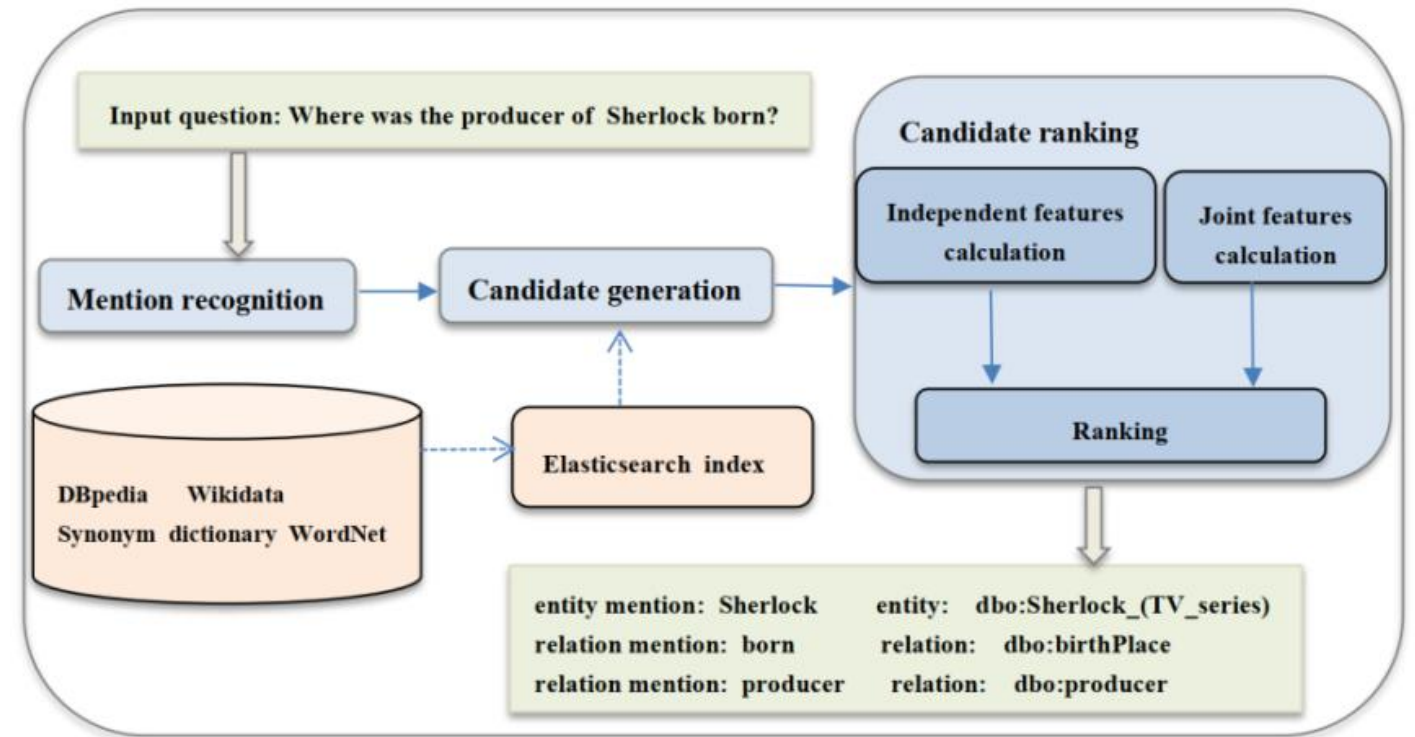 Input question: Where was the producer of Sherlock born?
Candidate ranking
Independent features
calculation
Joint features
calculation
Mention recognition
Candidate generation
Ranking
Elasticsearch index
DBpedia Wikidata
Synonym dictionary WordNet
entity mention: Sherlock entity: dbo:Sherlock_(TV_series)
relation mention: born relation: dbo:birthPlace
relation mention: producer relation: dbo:producer